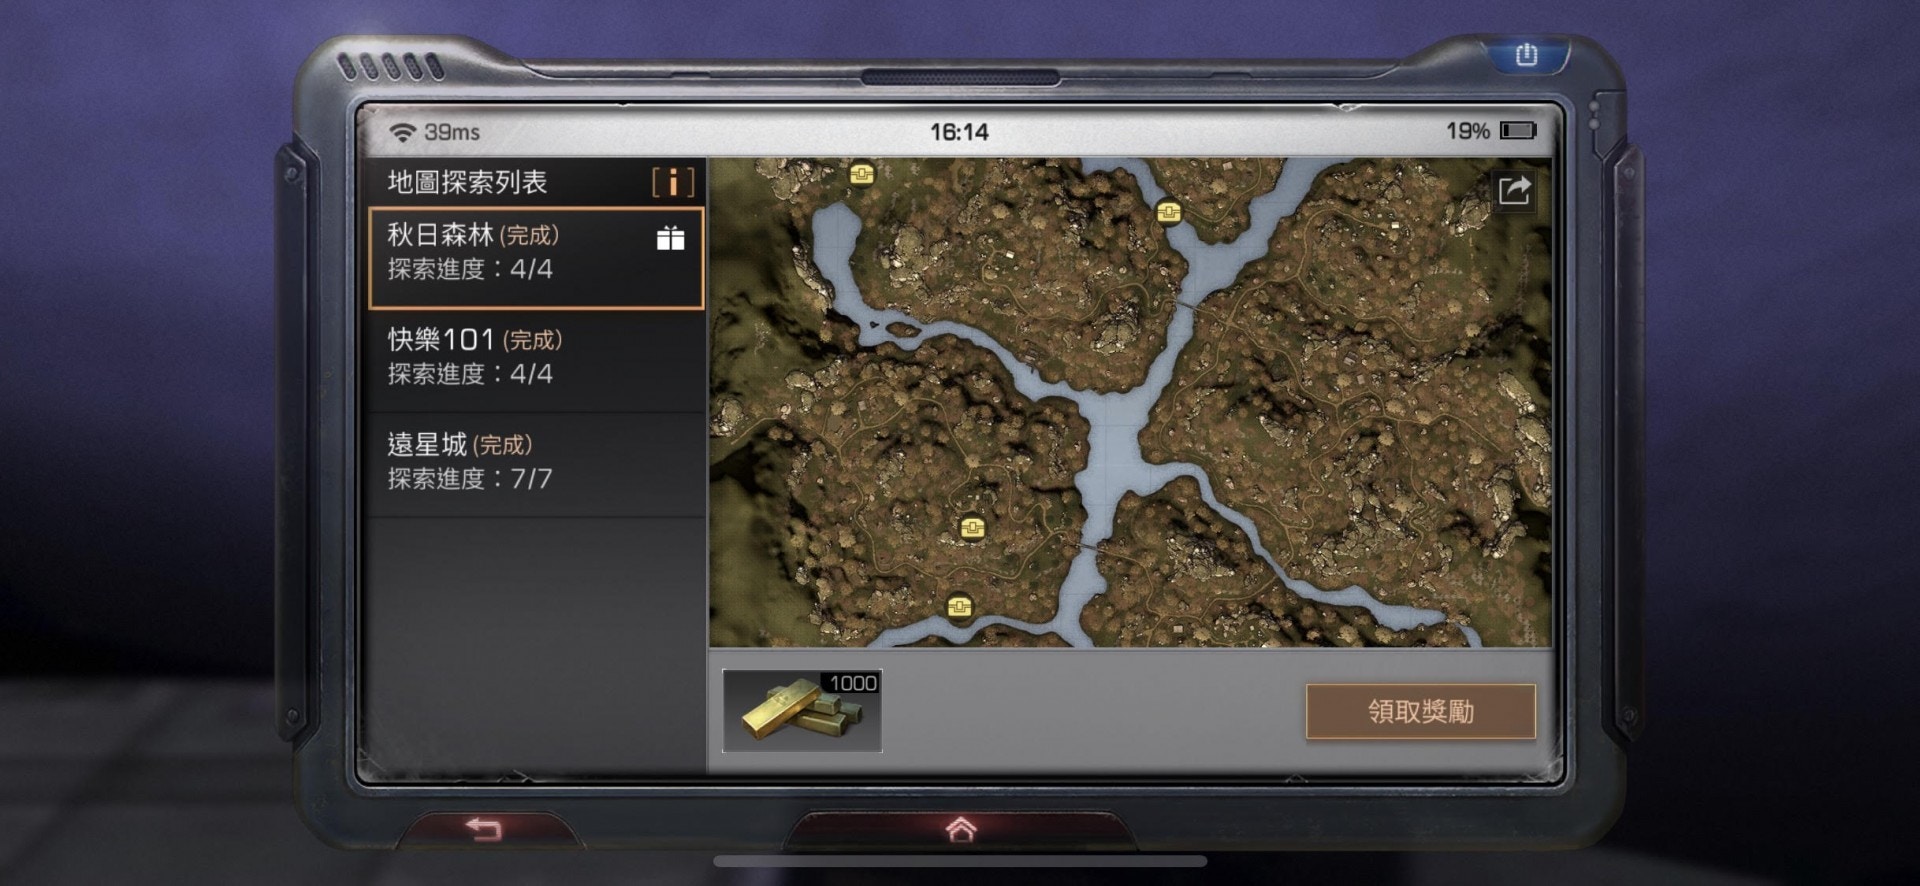 39ms
16:14
19%
地圖探索列表
[i]
秋日森林(完成)
探索進度：4/4
快樂101(完成)
探索進度：4/4
遠星城(完成)
探索進度：7/7
1000
領取獎勵